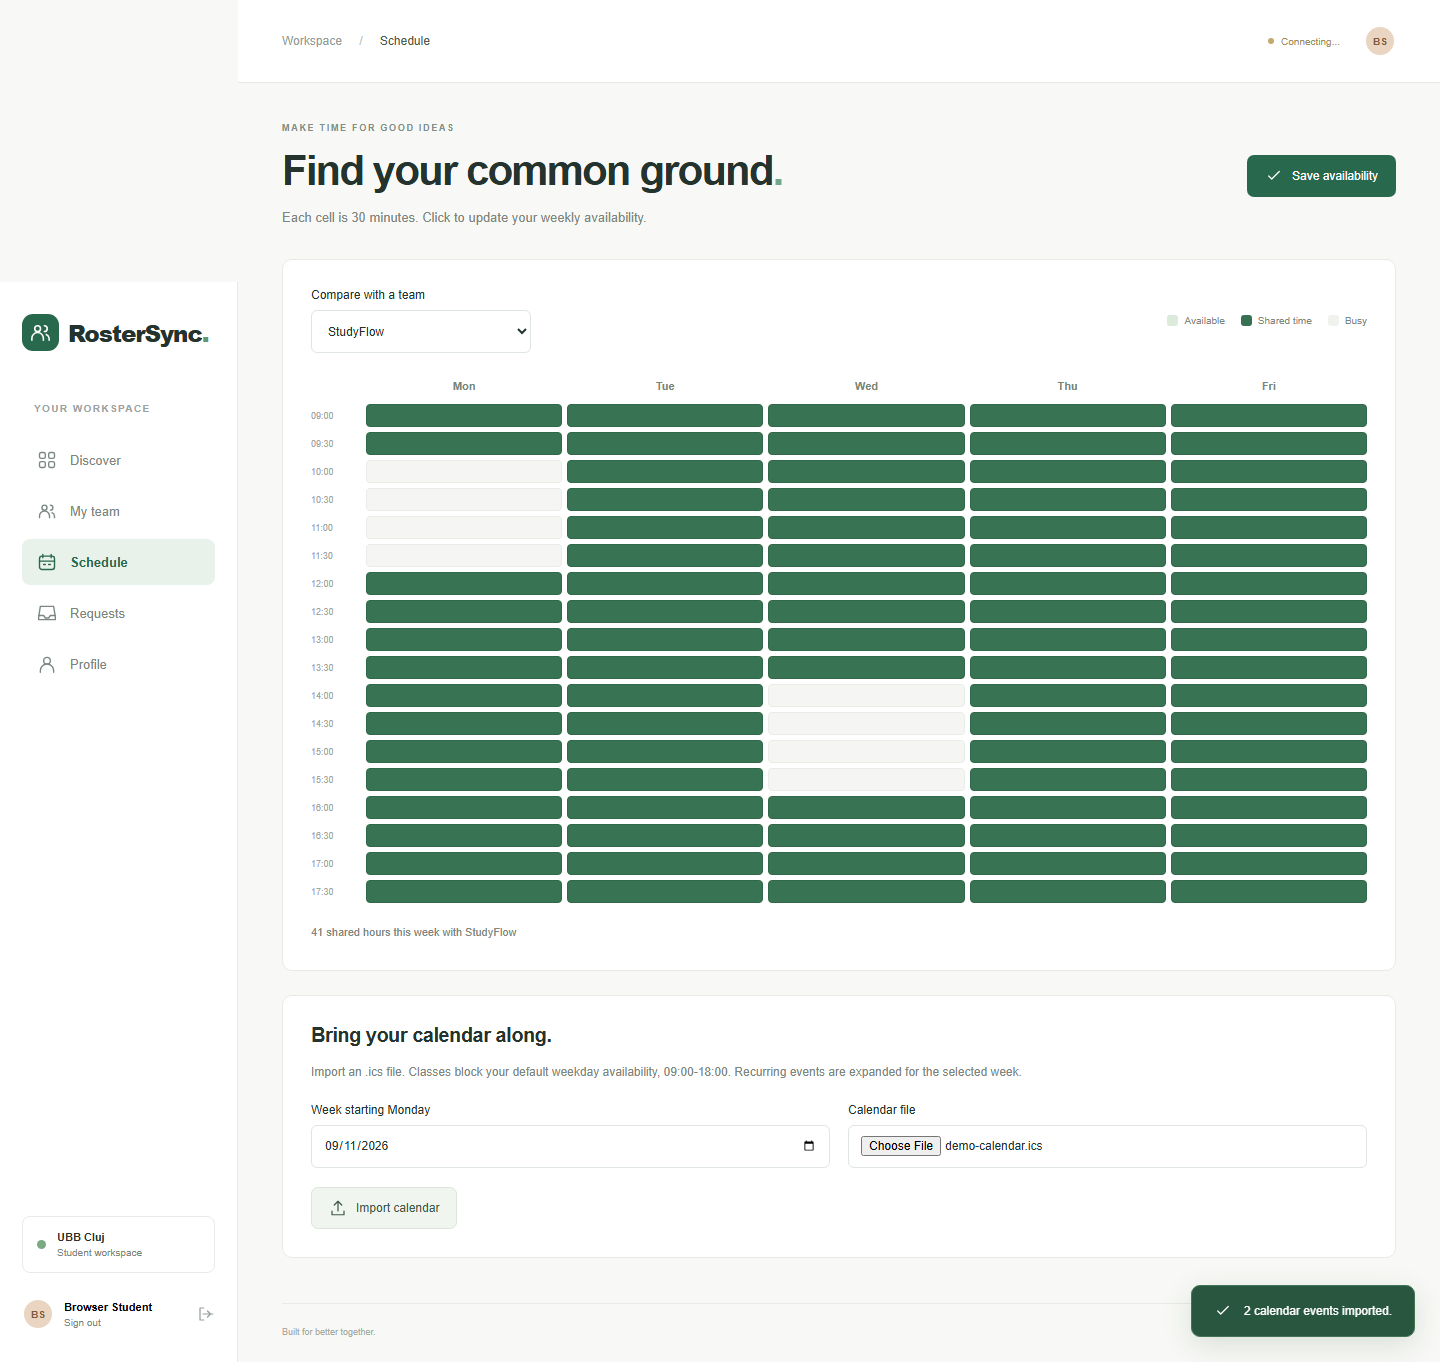 Workspace / Schedule
Connecting...
BS
MAKE TIME FOR GOOD IDEAS
Find your common ground.
Each cell is 30 minutes. Click to update your weekly availability.
Save availability
RosterSync.
YOUR WORKSPACE
Discover
My team
Schedule
Requests
Profile
UBB Cluj
Student workspace
BS
Browser Student
Sign out
Compare with a team
StudyFlow
Available
Shared time
Busy
Mon Tue Wed Thu Fri
09:00
09:30
10:00
10:30
11:00
11:30
12:00
12:30
13:00
13:30
14:00
14:30
15:00
15:30
16:00
16:30
17:00
17:30
41 shared hours this week with StudyFlow
Bring your calendar along.
Import an .ics file. Classes block your default weekday availability, 09:00-18:00. Recurring events are expanded for the selected week.
Week starting Monday
09/11/2026
Calendar file
Choose File demo-calendar.ics
Import calendar
Built for better together.
2 calendar events imported.